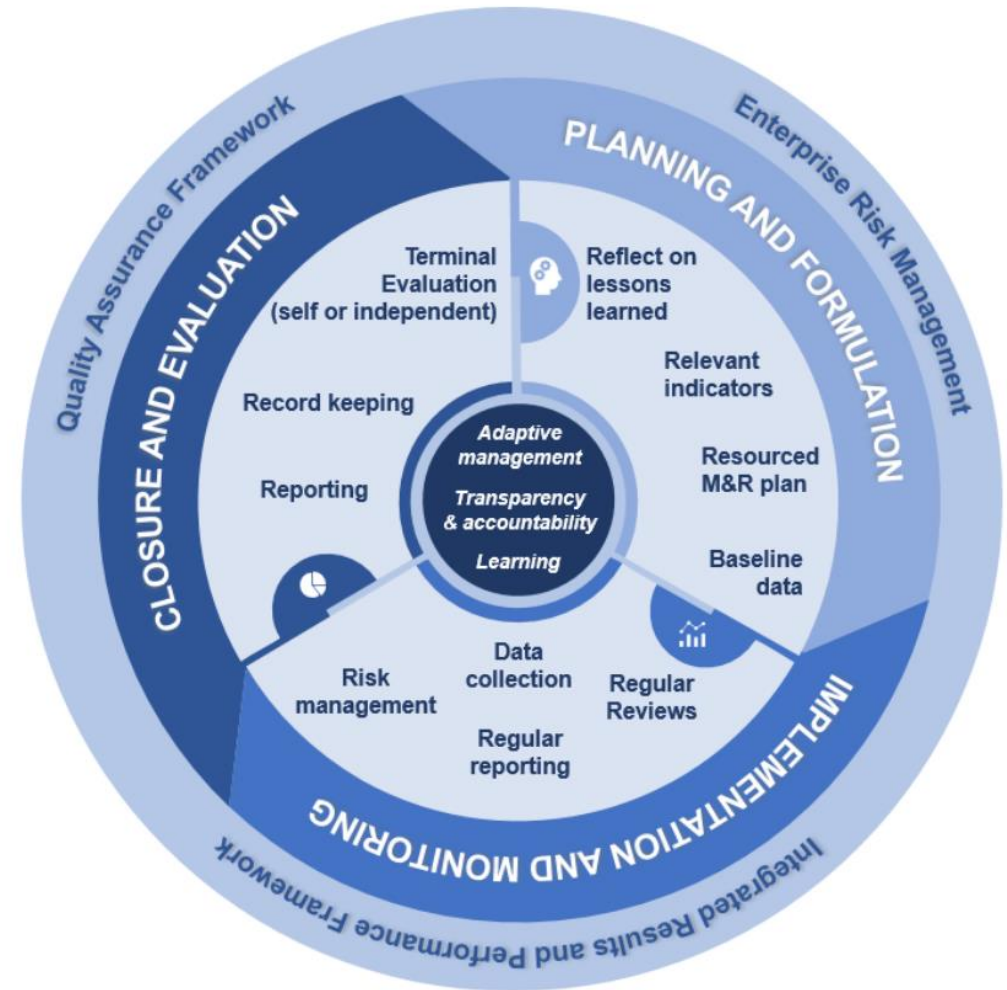 Quality Assurance Framework
Enterprise Risk Management
Integrated Results and Performance Framework
CLOSURE AND EVALUATION
PLANNING AND FORMULATION
IMPLEMENTATION AND MONITORING
Terminal
Evaluation
(self or independent)
Record keeping
Reporting
Reflect on
lessons
learned
Relevant
indicators
Resourced
M&R plan
Baseline
data
Adaptive
management
Transparency
& accountability
Learning
Risk
management
Data
collection
Regular
reporting
Regular
Reviews